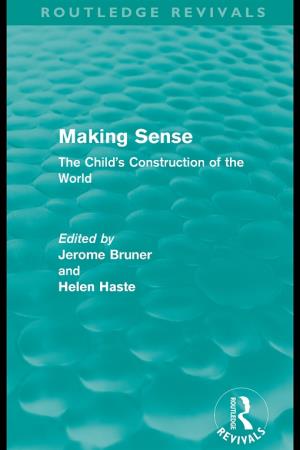 ROUTLEDGE REVIVALS
Making Sense
The Child's Construction of the
World
Edited by
Jerome Bruner
and
Helen Haste
ROUTLEDGE
REVIVALS